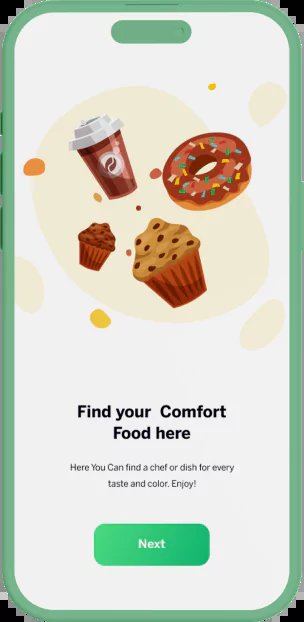 Find your Comfort
Food here
Here You Can find a chef or dish for every
taste and color. Enjoy!
Next